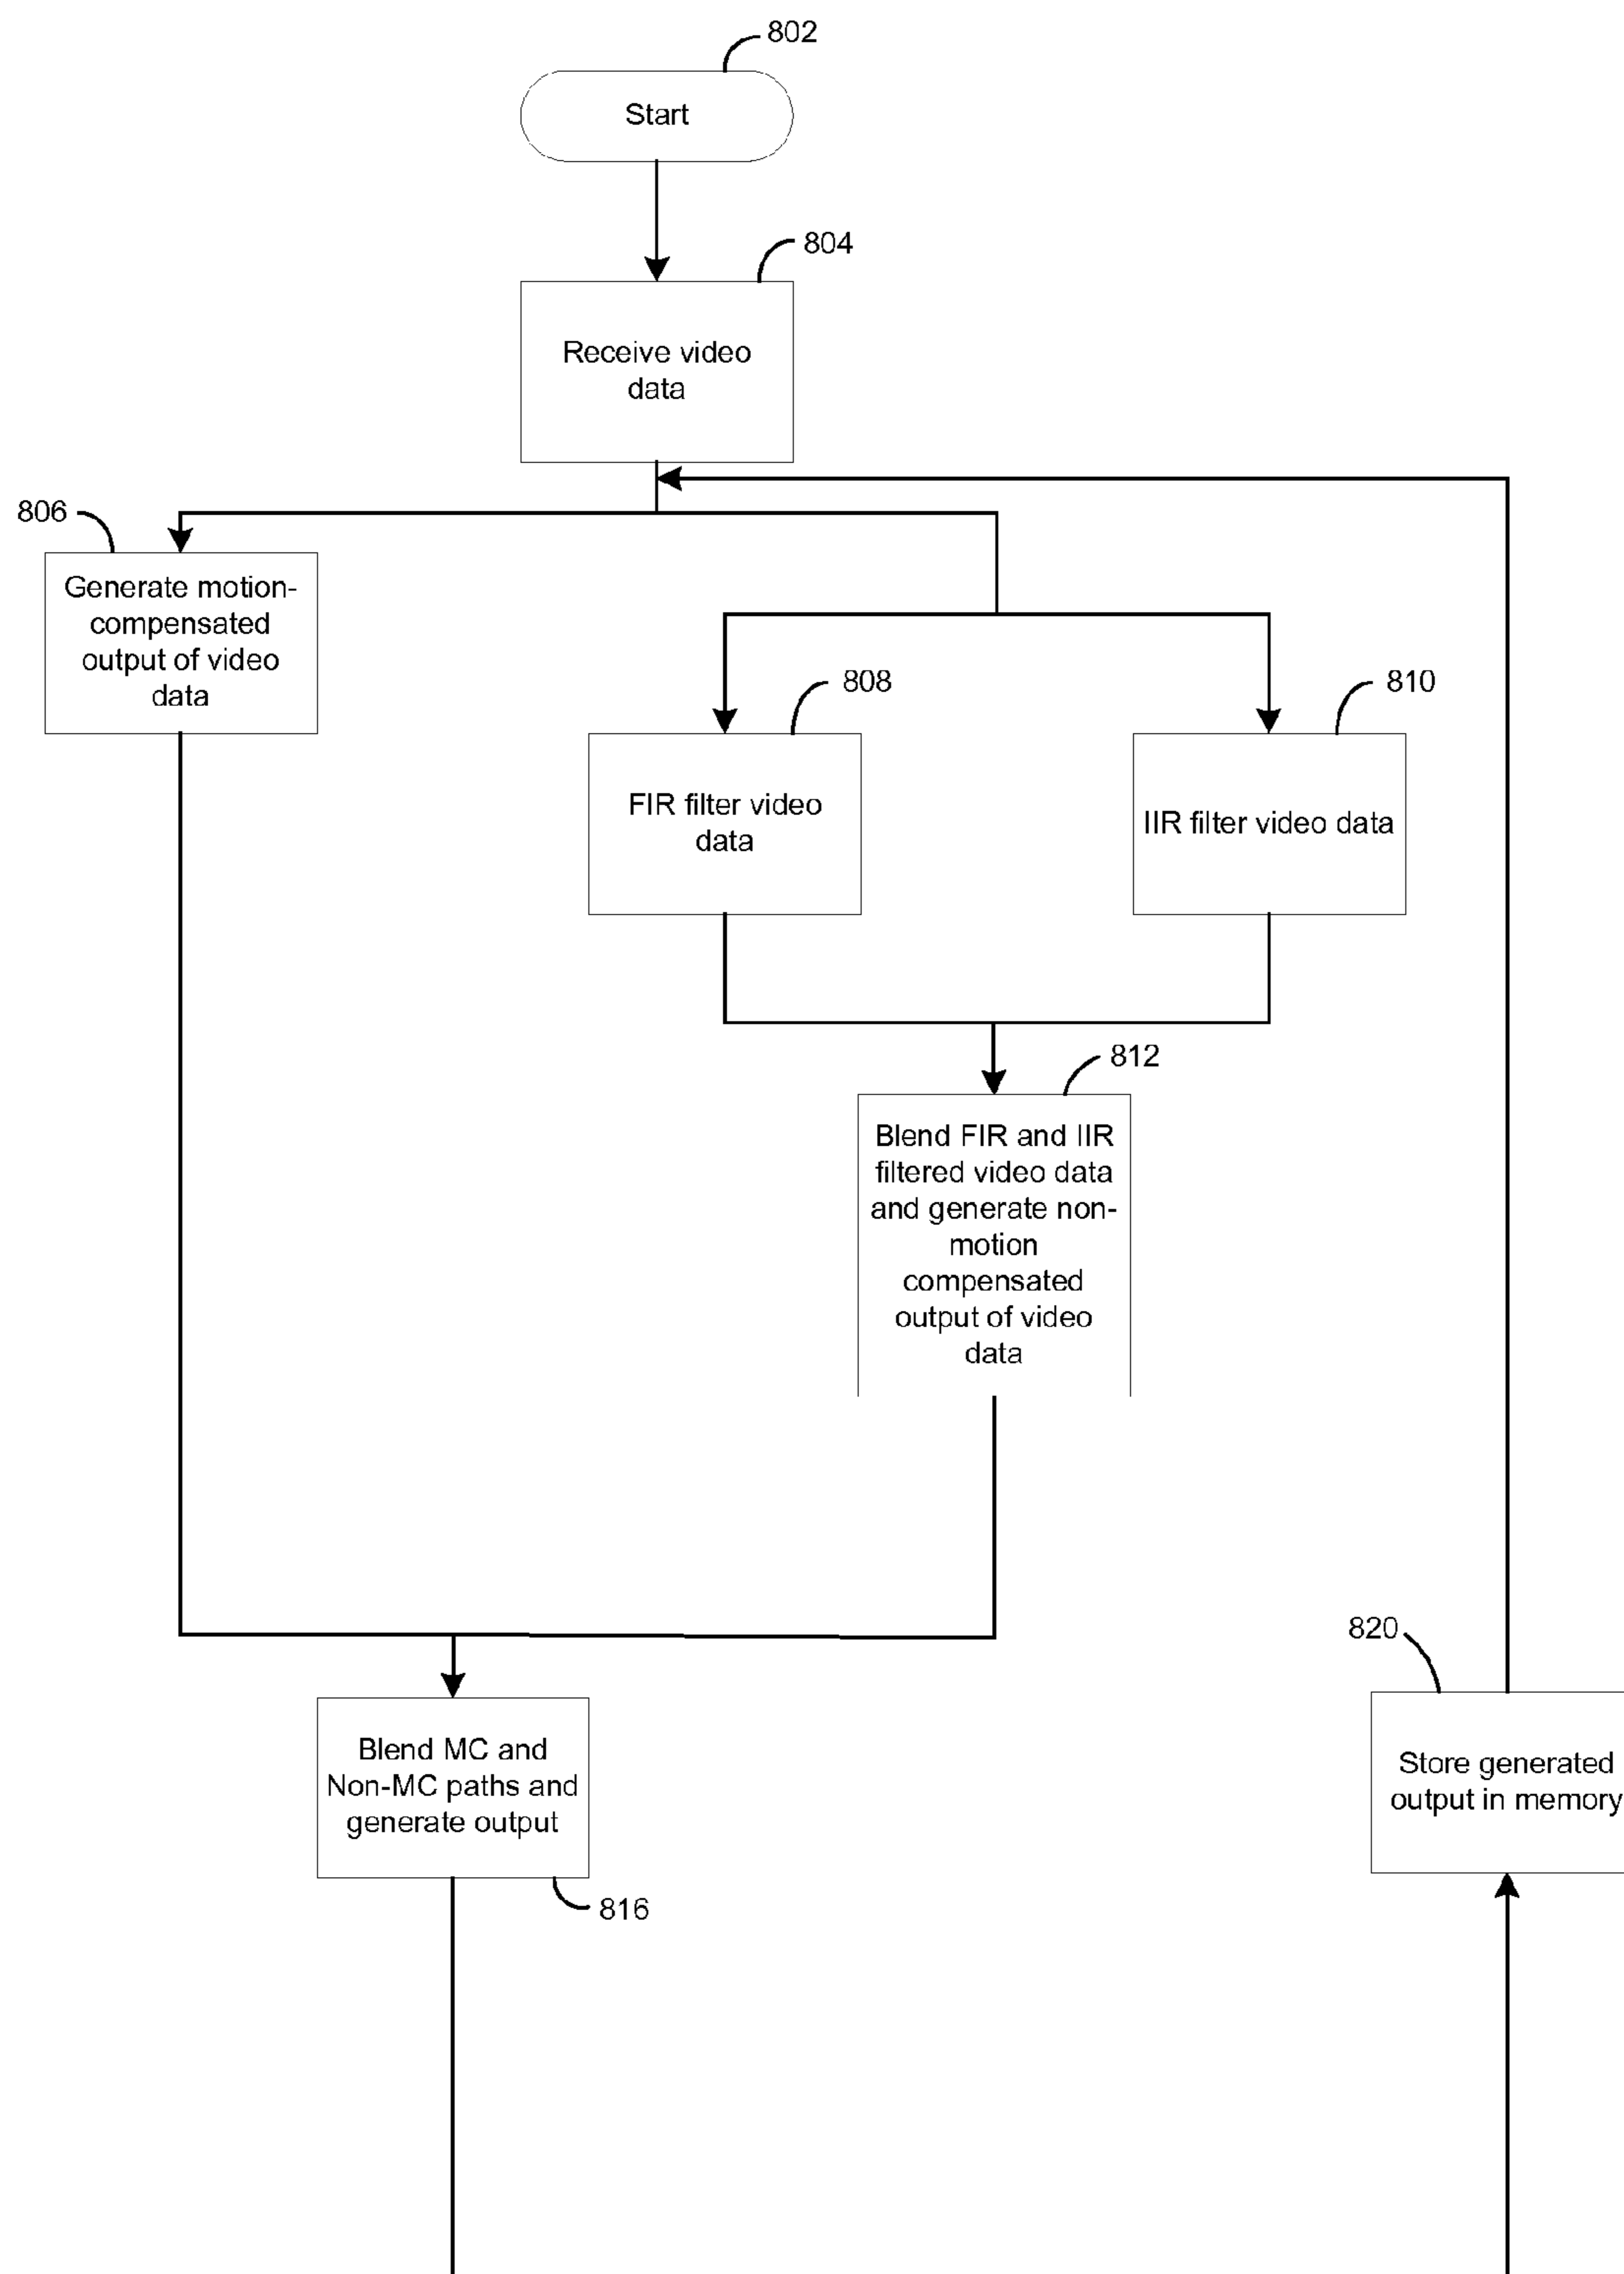 802
Start
804
Receive video
data
806
Generate motion-
compensated
output of video
data
808
810
FIR filter video
data
IIR filter video data
812
Blend FIR and IIR
filtered video data
and generate non-
motion
compensated
output of video
data
820
Blend MC and
Non-MC paths and
generate output
Store generated
output in memory
816